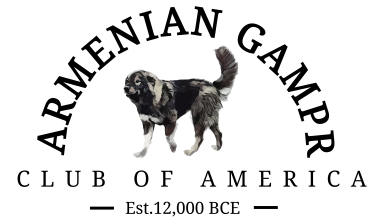 ARMENIAN GAMPR
CLUB OF AMERICA
Est.12,000 BCE